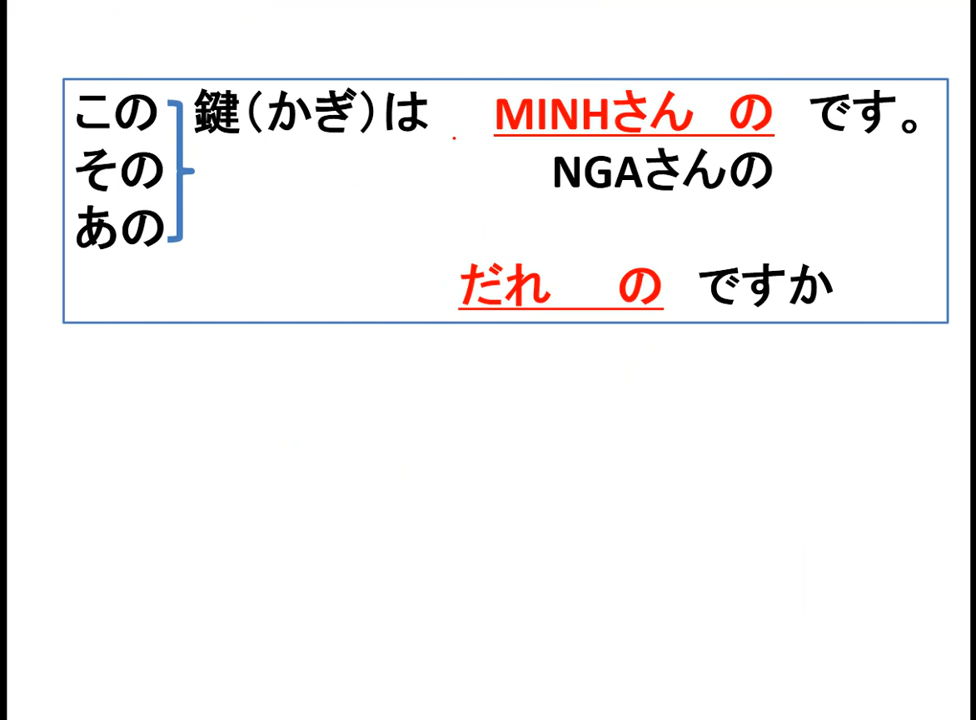 この 鍵（かぎ）は MINHさん の です。
その NGAさんの
あの
だれ の ですか